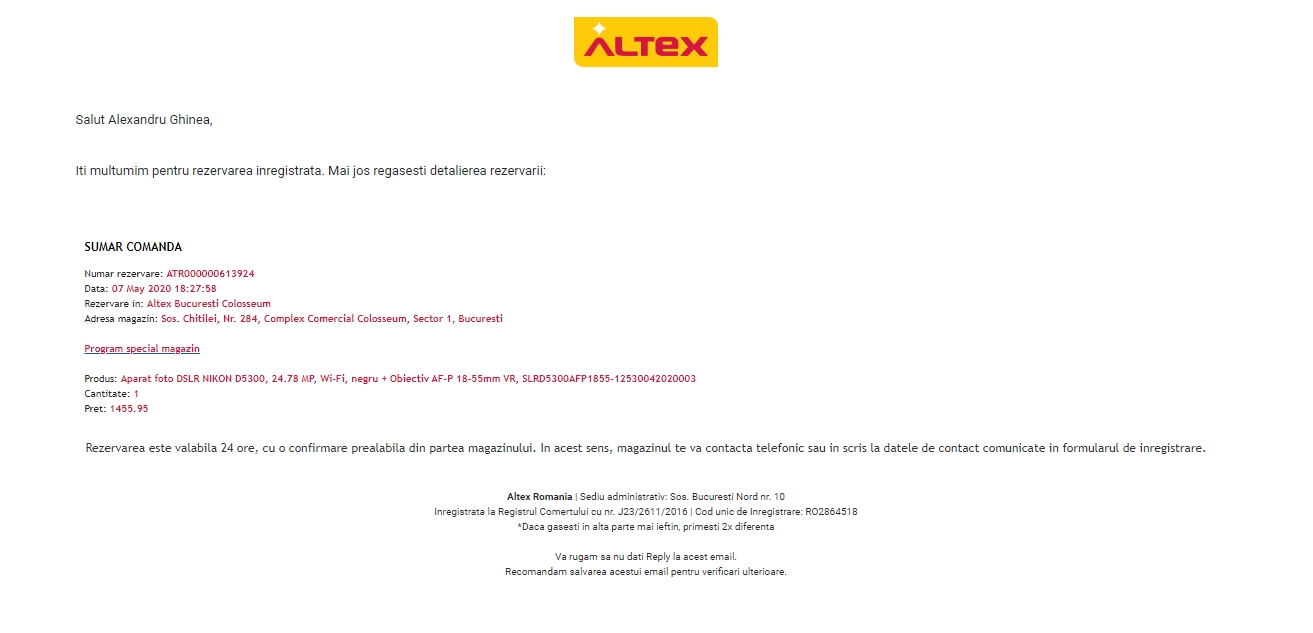 ALTEX
Salut Alexandru Ghinea,
Iti multumim pentru rezervarea inregistrata. Mai jos regasesti detalierea rezervarii:
SUMAR COMANDA
Numar rezervare: ATR000000613924
Data: 07 May 2020 18:27:58
Rezervare in: Altex Bucuresti Colosseum
Adresa magazin: Sos. Chitilei, Nr. 284, Complex Comercial Colosseum, Sector 1, Bucuresti
Program special magazin
Produs: Aparat foto DSLR NIKON D5300, 24.78 MP, Wi-Fi, negru + Obiectiv AF-P 18-55mm VR, SLRD5300AFP1855-12530042020003
Cantitate: 1
Pret: 1455.95
Rezervarea este valabila 24 ore, cu o confirmare prealabila din partea magazinului. In acest sens, magazinul te va contacta telefonic sau in scris la datele de contact comunicate in formularul de inregistrare.
Altex Romania | Sediu administrativ: Sos. Bucuresti Nord nr. 10
Inregistrata la Registrul Comertului cu nr. J23/2611/2016 | Cod unic de Inregistrare: RO2864518
*Daca gasesti in alta parte mai ieftin, primesti 2x diferenta
Va rugam sa nu dati Reply la acest email.
Recomandam salvarea acestui email pentru verificari ulterioare.